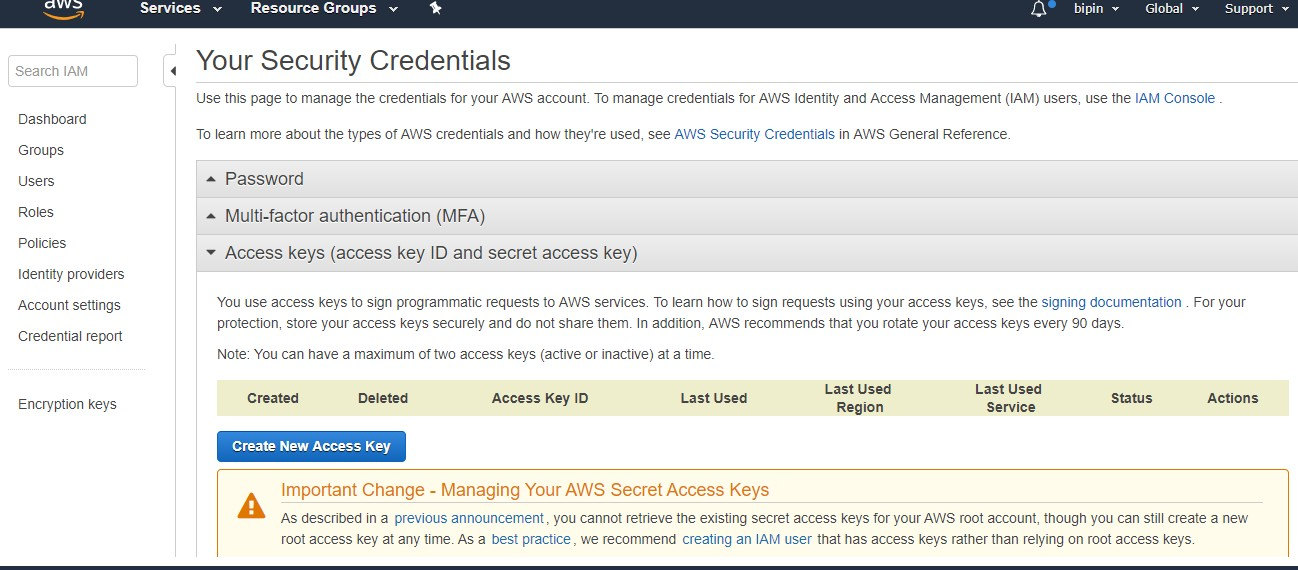 aws Services Resource Groups bipin Global Support
Search IAM
Dashboard
Groups
Users
Roles
Policies
Identity providers
Account settings
Credential report
Encryption keys
Your Security Credentials
Use this page to manage the credentials for your AWS account. To manage credentials for AWS Identity and Access Management (IAM) users, use the IAM Console .
To learn more about the types of AWS credentials and how they're used, see AWS Security Credentials in AWS General Reference.
Password
Multi-factor authentication (MFA)
Access keys (access key ID and secret access key)
You use access keys to sign programmatic requests to AWS services. To learn how to sign requests using your access keys, see the signing documentation . For your
protection, store your access keys securely and do not share them. In addition, AWS recommends that you rotate your access keys every 90 days.
Note: You can have a maximum of two access keys (active or inactive) at a time.
Created Deleted Access Key ID Last Used Last Used Region Last Used Service Status Actions
Create New Access Key
Important Change - Managing Your AWS Secret Access Keys
As described in a previous announcement, you cannot retrieve the existing secret access keys for your AWS root account, though you can still create a new
root access key at any time. As a best practice, we recommend creating an IAM user that has access keys rather than relying on root access keys.